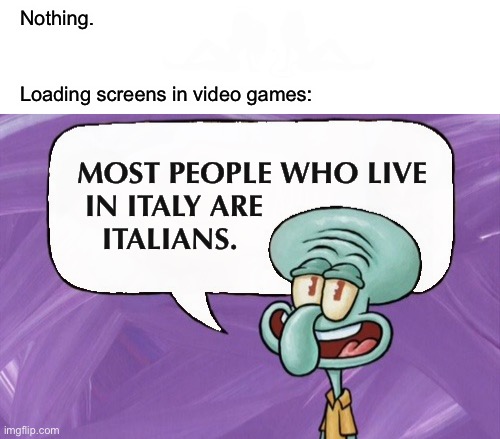 Nothing.
Loading screens in video games:
MOST PEOPLE WHO LIVE
IN ITALY ARE
ITALIANS.
imgflip.com